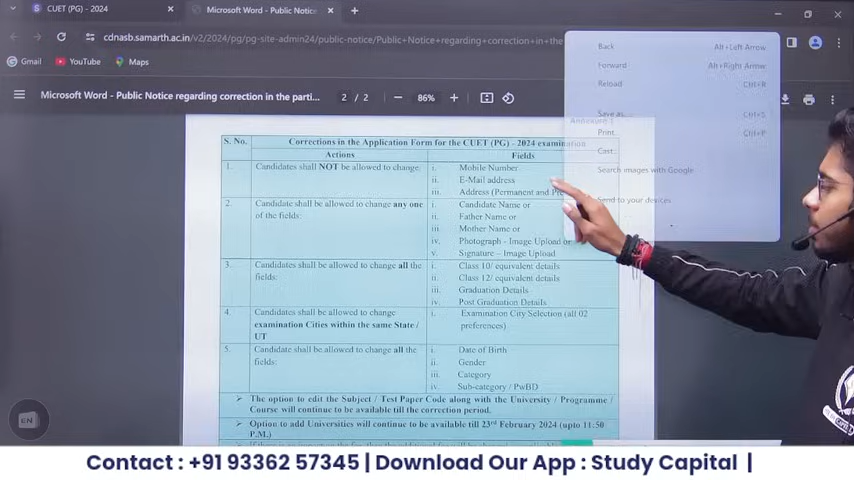 CUET (PG) - 2024
Microsoft Word - Public Notice
cdnasb.samarth.ac.in/v2/2024/pg/pg-site-admin24/public-notice/Public+Notice+regarding+correction+in+the
Gmail YouTube Maps
Microsoft Word - Public Notice regarding correction in the parti...
2 / 2
86%
Back Alt+Left Arrow
Forward Alt+Right Arrow
Reload Ctrl+R
Save as... Ctrl+S
Print... Ctrl+P
Cast...
Search images with Google
Send to your devices
Annexure 1
S. No. Corrections in the Application Form for the CUET (PG) - 2024 examination
Actions Fields
1. Candidates shall NOT be allowed to change. i. Mobile Number
ii. E-Mail address
iii. Address (Permanent and
2. Candidate shall be allowed to change any one i. Candidate Name or
of the fields: ii. Father Name or
iii. Mother Name or
iv. Photograph - Image Upload or
v. Signature – Image Upload
3. Candidates shall be allowed to change all the i. Class 10/ equivalent details
fields: ii. Class 12/ equivalent details
iii. Graduation Details
iv. Post Graduation Details
4. Candidates shall be allowed to change i. Examination City Selection (all 02
examination Cities within the same State / preferences)
UT
5. Candidate shall be allowed to change all the i. Date of Birth
fields: ii. Gender
iii. Category
iv. Sub-category / PwBD
➢ The option to edit the Subject / Test Paper Code along with the University / Programme /
Course will continue to be available till the correction period.
➢ Option to add Universities will continue to be available till 23rd February 2024 (upto 11:50
P.M.)
EN
Contact : +91 93362 57345 | Download Our App : Study Capital |